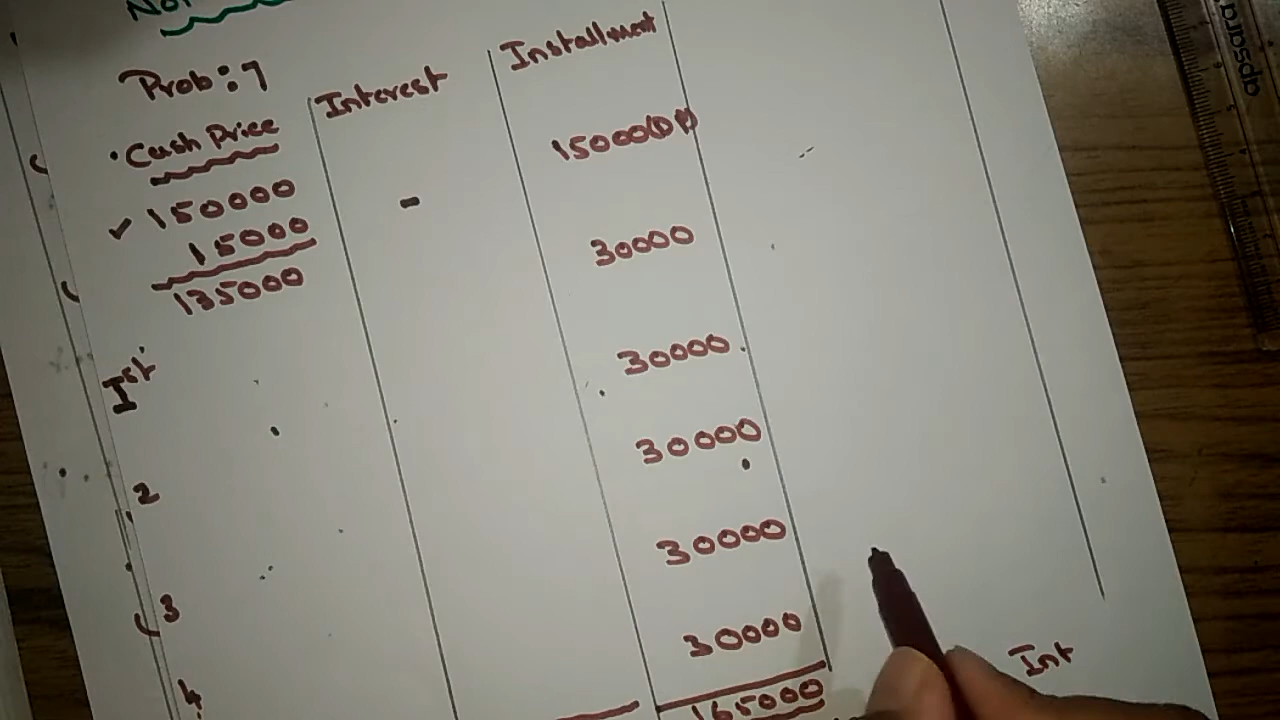 Prob: 7
Cash Price
Interest
Installment
150000
-
15000(DP)
15000
135000
30000
Ist
30000
2
30000
3
30000
4
30000
165000
Int
apsara